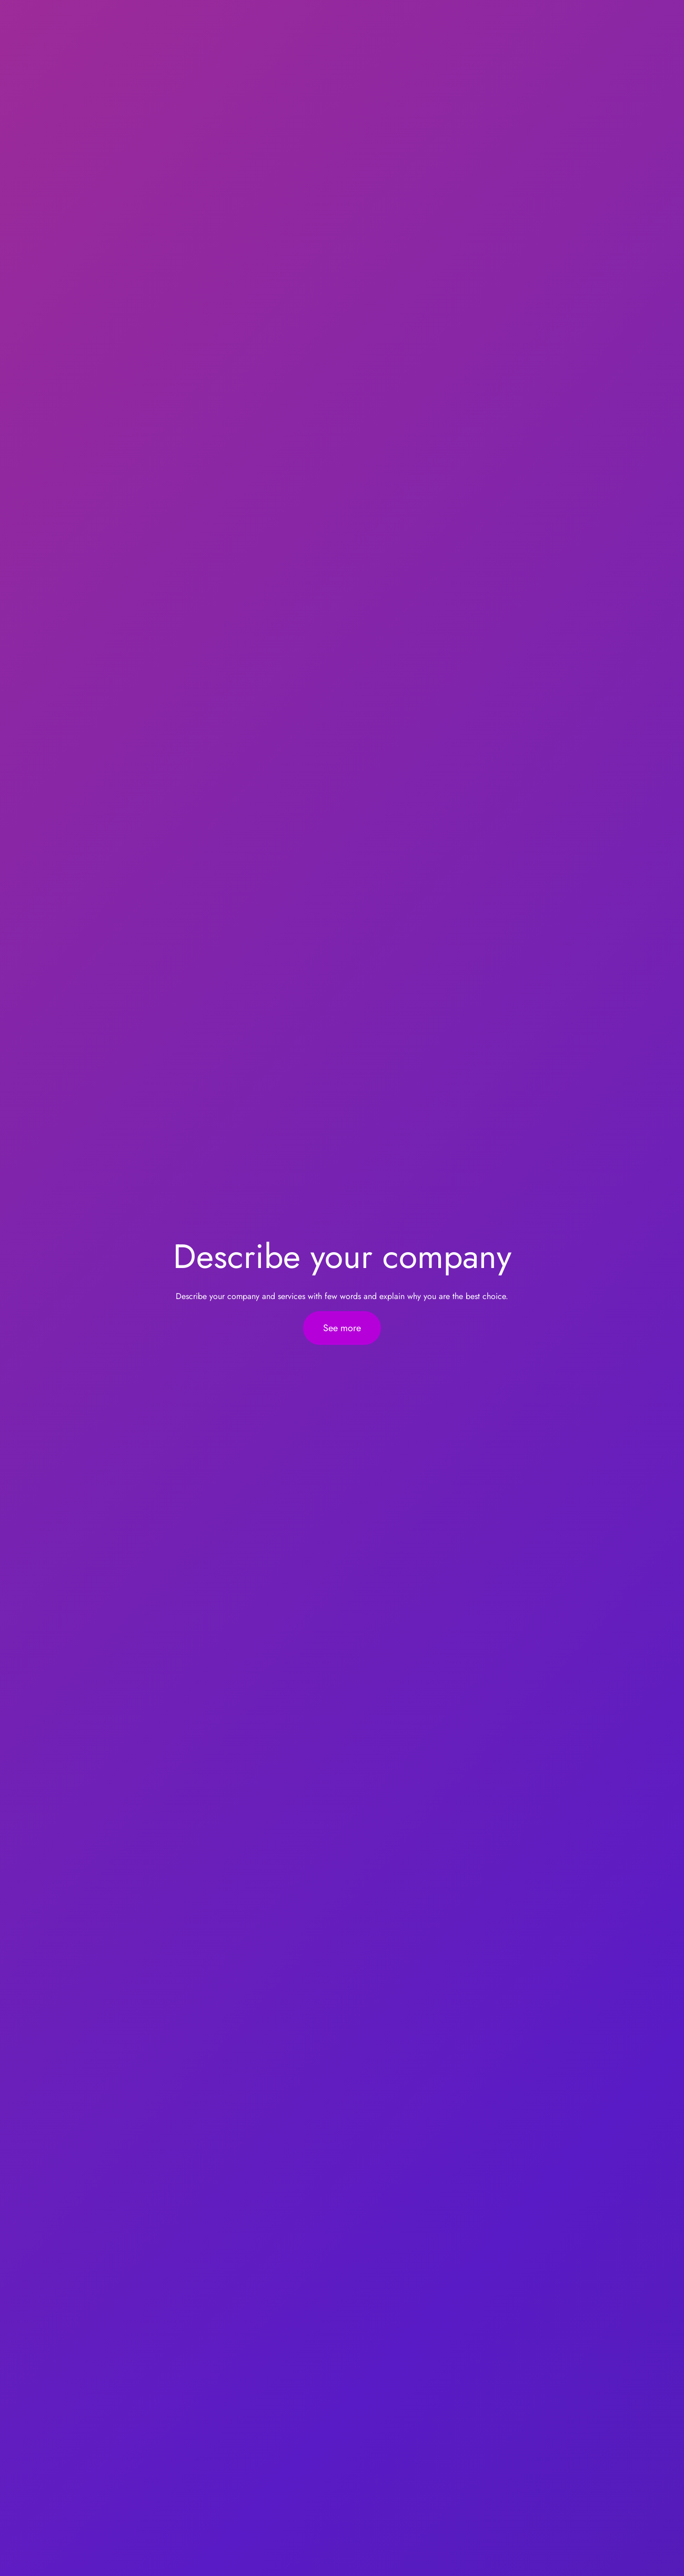 Describe your company
Describe your company and services with few words and explain why you are the best choice.
See more